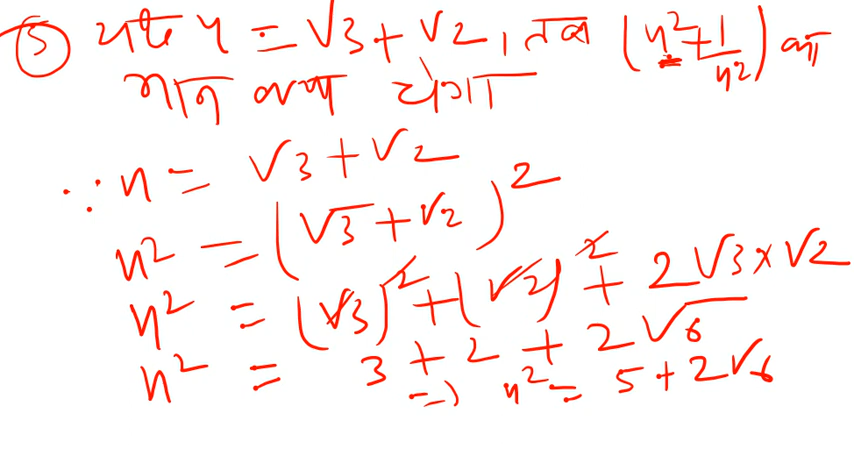 ⑤ यदि x = √3 + √2, तब (x² + 1/x²) का
मान क्या होगा
∵ x = √3 + √2
x² = (√3 + √2)²
x² = (√3)² + (√2)² + 2√3 × √2
x² = 3 + 2 + 2√6
⇒ x² = 5 + 2√6